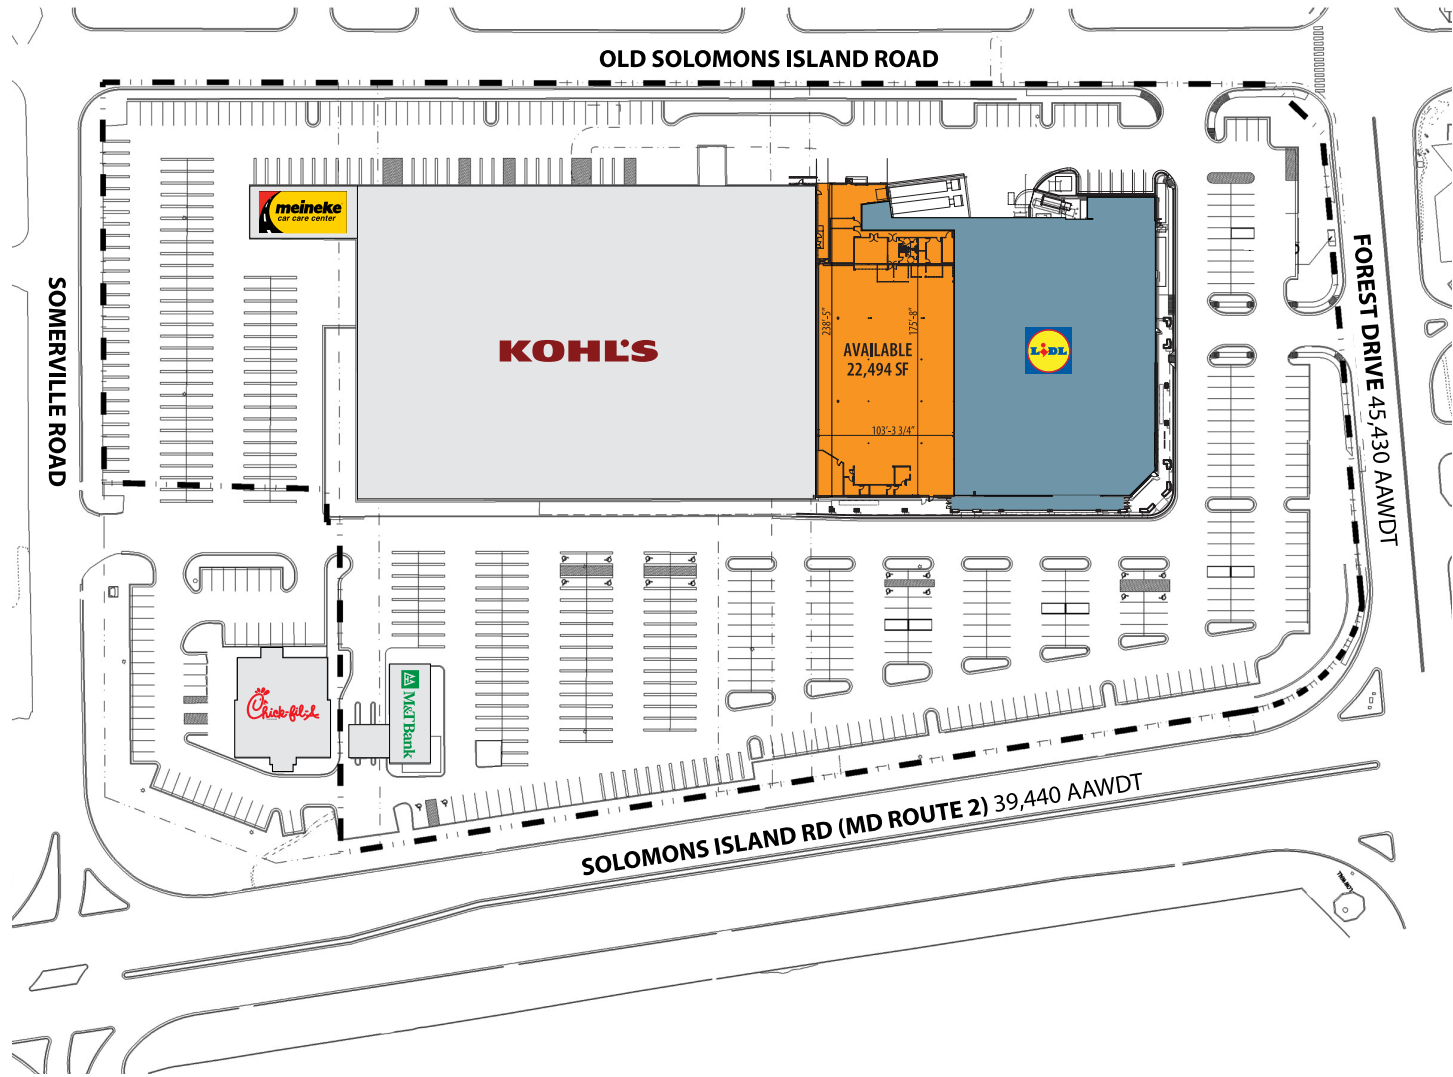 OLD SOLOMONS ISLAND ROAD
meineke
car care center
SOMERVILLE ROAD
KOHL'S
238'-5"
175'-8"
AVAILABLE
22,494 SF
103'-3 3/4"
LIDL
FOREST DRIVE 45,430 AAWDT
Chick-fil-A
M&T Bank
SOLOMONS ISLAND RD (MD ROUTE 2) 39,440 AAWDT